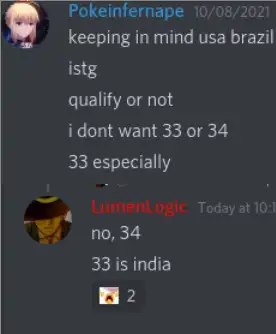 Pokeinfernape 10/08/2021
keeping in mind usa brazil
istg
qualify or not
i dont want 33 or 34
33 especially
LumenLogic Today at 10:1
no, 34
33 is india
2